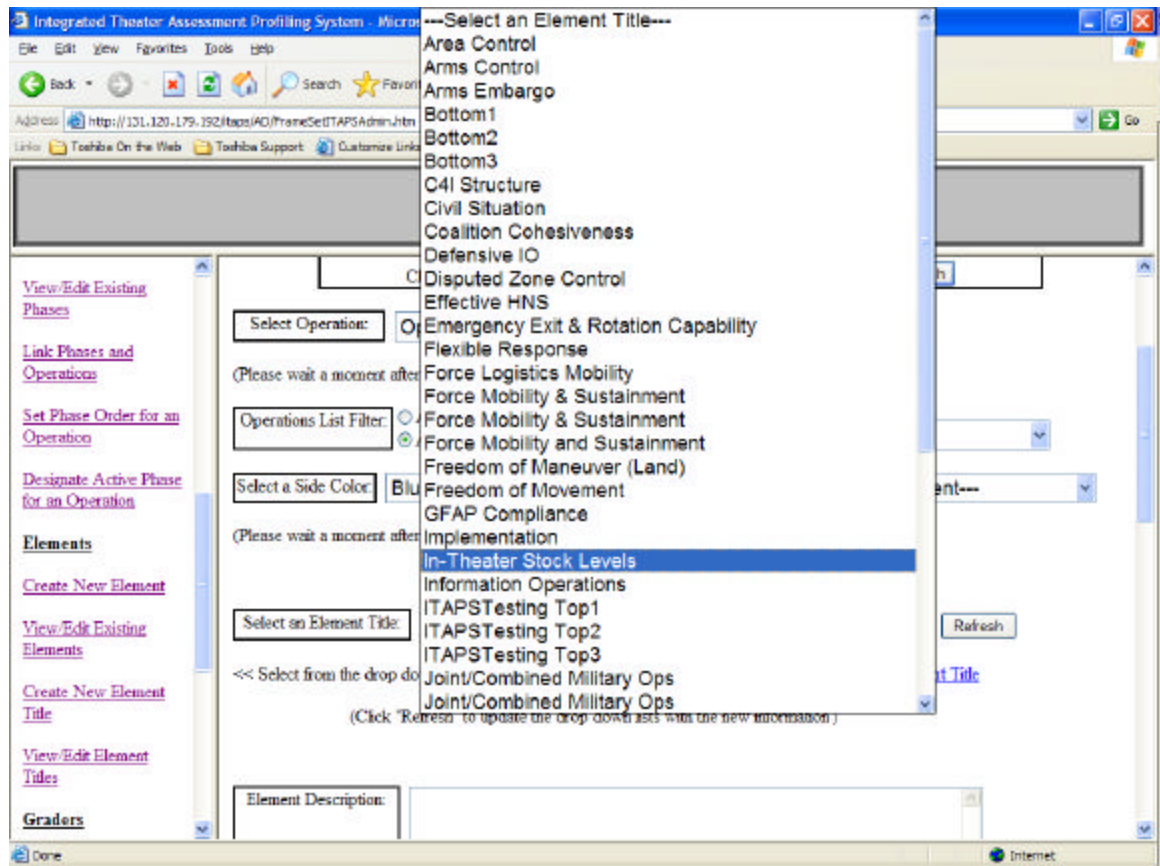 Integrated Theater Assessment Profiling System - Micros
File Edit View Favorites Tools Help
Back Search Favori
Address http://131.120.179.192/itaps/AO/FrameSetITAPSAdmin.htm Go
Links Toshiba On the Web Toshiba Support Customize Links
---Select an Element Title---
Area Control
Arms Control
Arms Embargo
Bottom1
Bottom2
Bottom3
C4I Structure
Civil Situation
Coalition Cohesiveness
Defensive IO
Disputed Zone Control
Effective HNS
Emergency Exit & Rotation Capability
Flexible Response
Force Logistics Mobility
Force Mobility & Sustainment
Force Mobility & Sustainment
Force Mobility and Sustainment
Freedom of Maneuver (Land)
Freedom of Movement
GFAP Compliance
Implementation
In-Theater Stock Levels
Information Operations
ITAPSTesting Top1
ITAPSTesting Top2
ITAPSTesting Top3
Joint/Combined Military Ops
Joint/Combined Military Ops
View/Edit Existing
Phases
Link Phases and
Operations
Set Phase Order for an
Operation
Designate Active Phase
for an Operation
Elements
Create New Element
View/Edit Existing
Elements
Create New Element
Title
View/Edit Element
Titles
Graders
Cl h
Select Operation: Op
(Please wait a moment after
Operations List Filter: A
A
Select a Side Color: Blu ent---
(Please wait a moment after
Select an Element Title: Refresh
<< Select from the drop do nt Title
(Click "Refresh" to update the drop down lists with the new information)
Element Description:
Done Internet